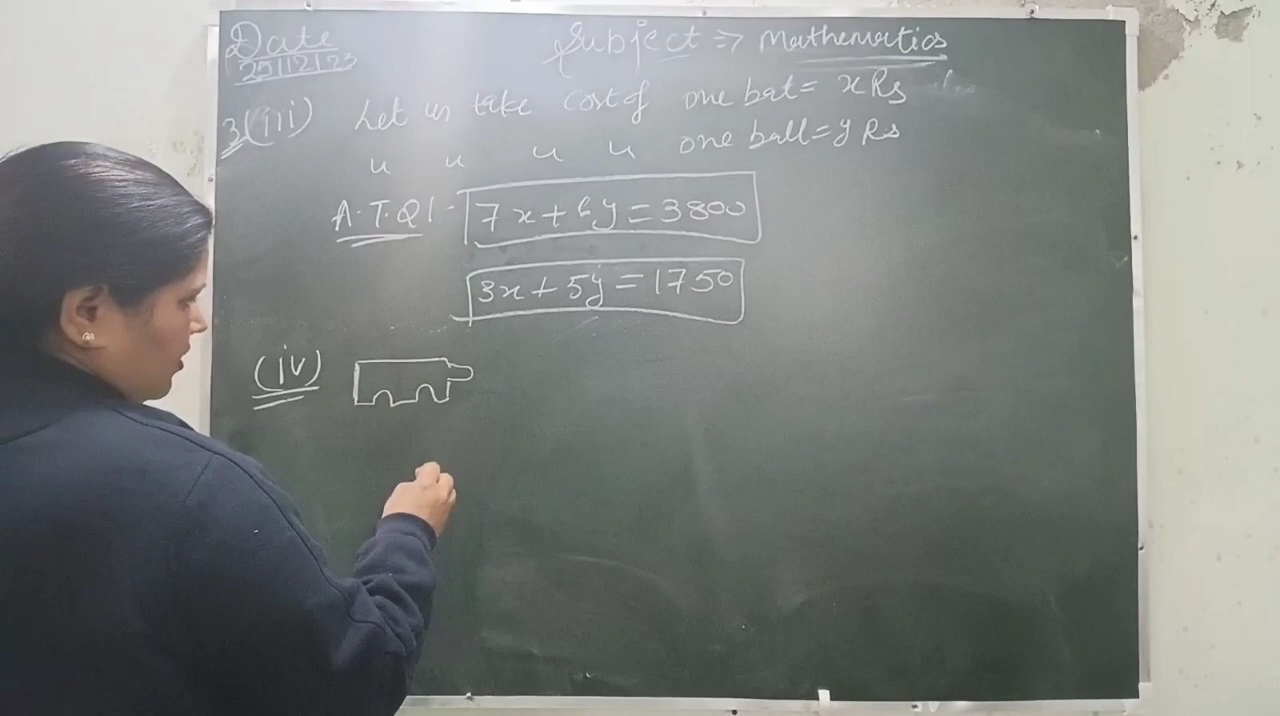 Date
Subject ⇒ Mathematics
25/12/23
3(iii) Let us take cost of one bat = x Rs
u u u u one ball = y Rs
A.T.Q1- 7x + 6y = 3800
3x + 5y = 1750
(iv)